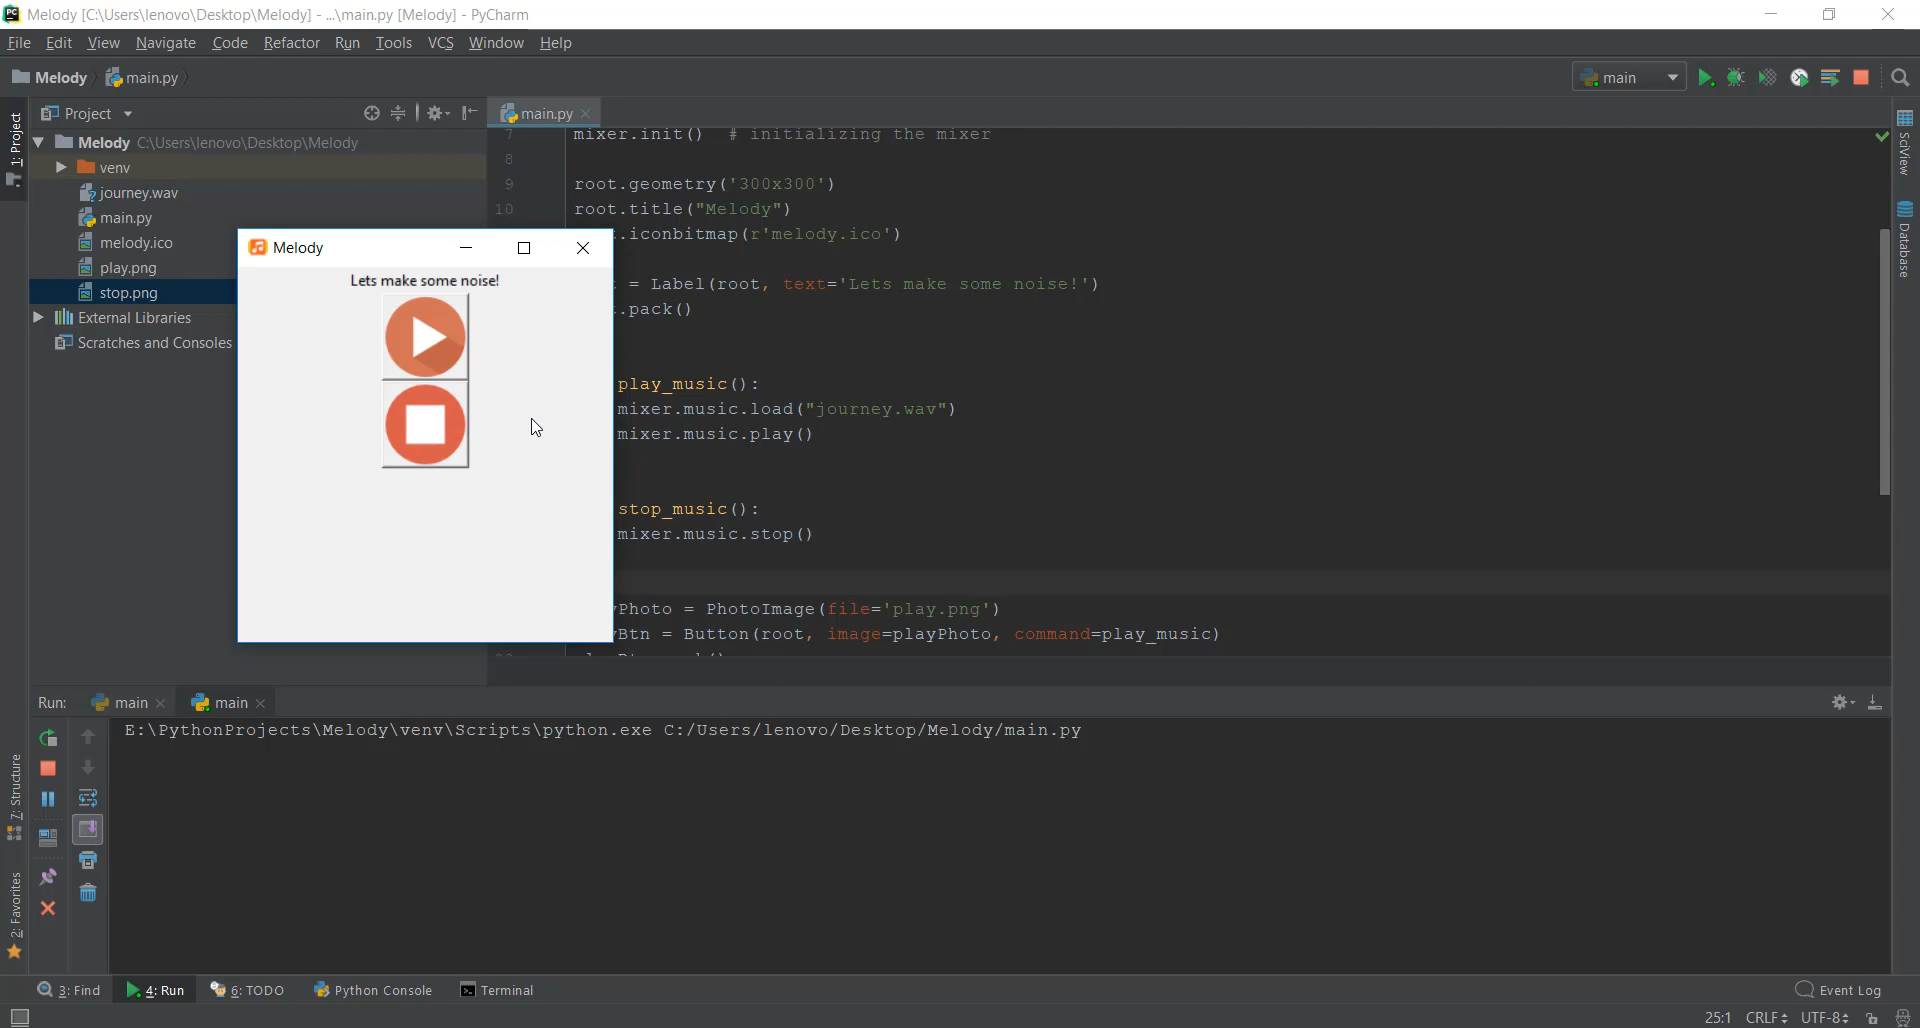 Melody [C:\Users\lenovo\Desktop\Melody] - ...\main.py [Melody] - PyCharm
File Edit View Navigate Code Refactor Run Tools VCS Window Help
Melody main.py
main
1: Project
Project
main.py
Melody C:\Users\lenovo\Desktop\Melody
venv
journey.wav
main.py
melody.ico
play.png
stop.png
External Libraries
Scratches and Consoles
Melody
Lets make some noise!
7 mixer.init() # initializing the mixer
8
9 root.geometry('300x300')
10 root.title("Melody")
.iconbitmap(r'melody.ico')
= Label(root, text='Lets make some noise!')
.pack()
play_music():
mixer.music.load("journey.wav")
mixer.music.play()
stop_music():
mixer.music.stop()
Photo = PhotoImage(file='play.png')
Btn = Button(root, image=playPhoto, command=play_music)
SciView
Database
Run: main main
E:\PythonProjects\Melody\venv\Scripts\python.exe C:/Users/lenovo/Desktop/Melody/main.py
7: Structure
2: Favorites
3: Find 4: Run 6: TODO Python Console Terminal Event Log
25:1 CRLF UTF-8